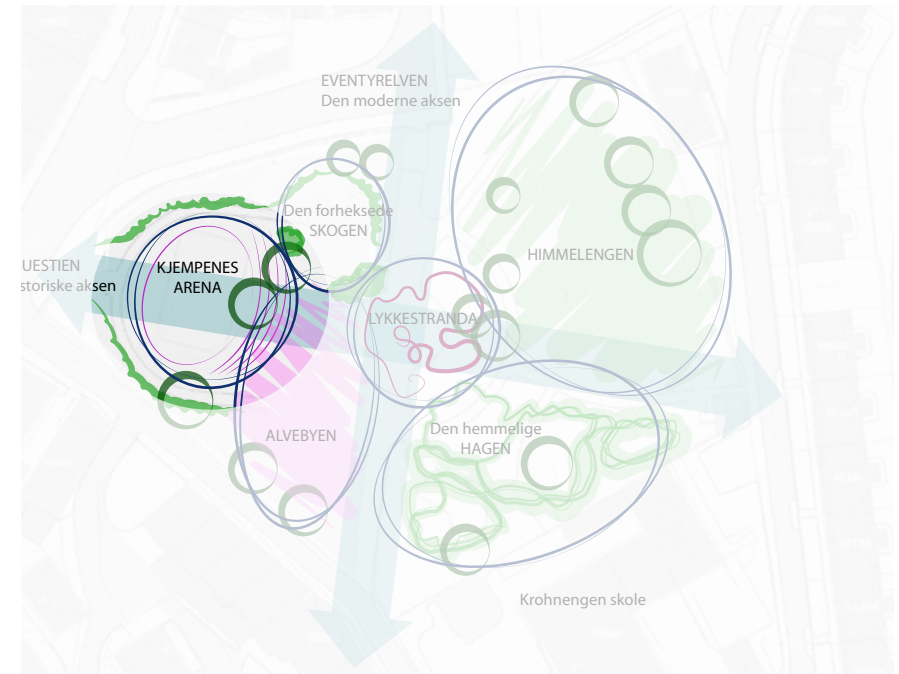 EVENTYRELVEN
Den moderne aksen
Den forheksede
SKOGEN
UESTIEN
storiske aksen
KJEMPENES
ARENA
HIMMELENGEN
LYKKESTRANDA
ALVEBYEN
Den hemmelige
HAGEN
Krohnengen skole